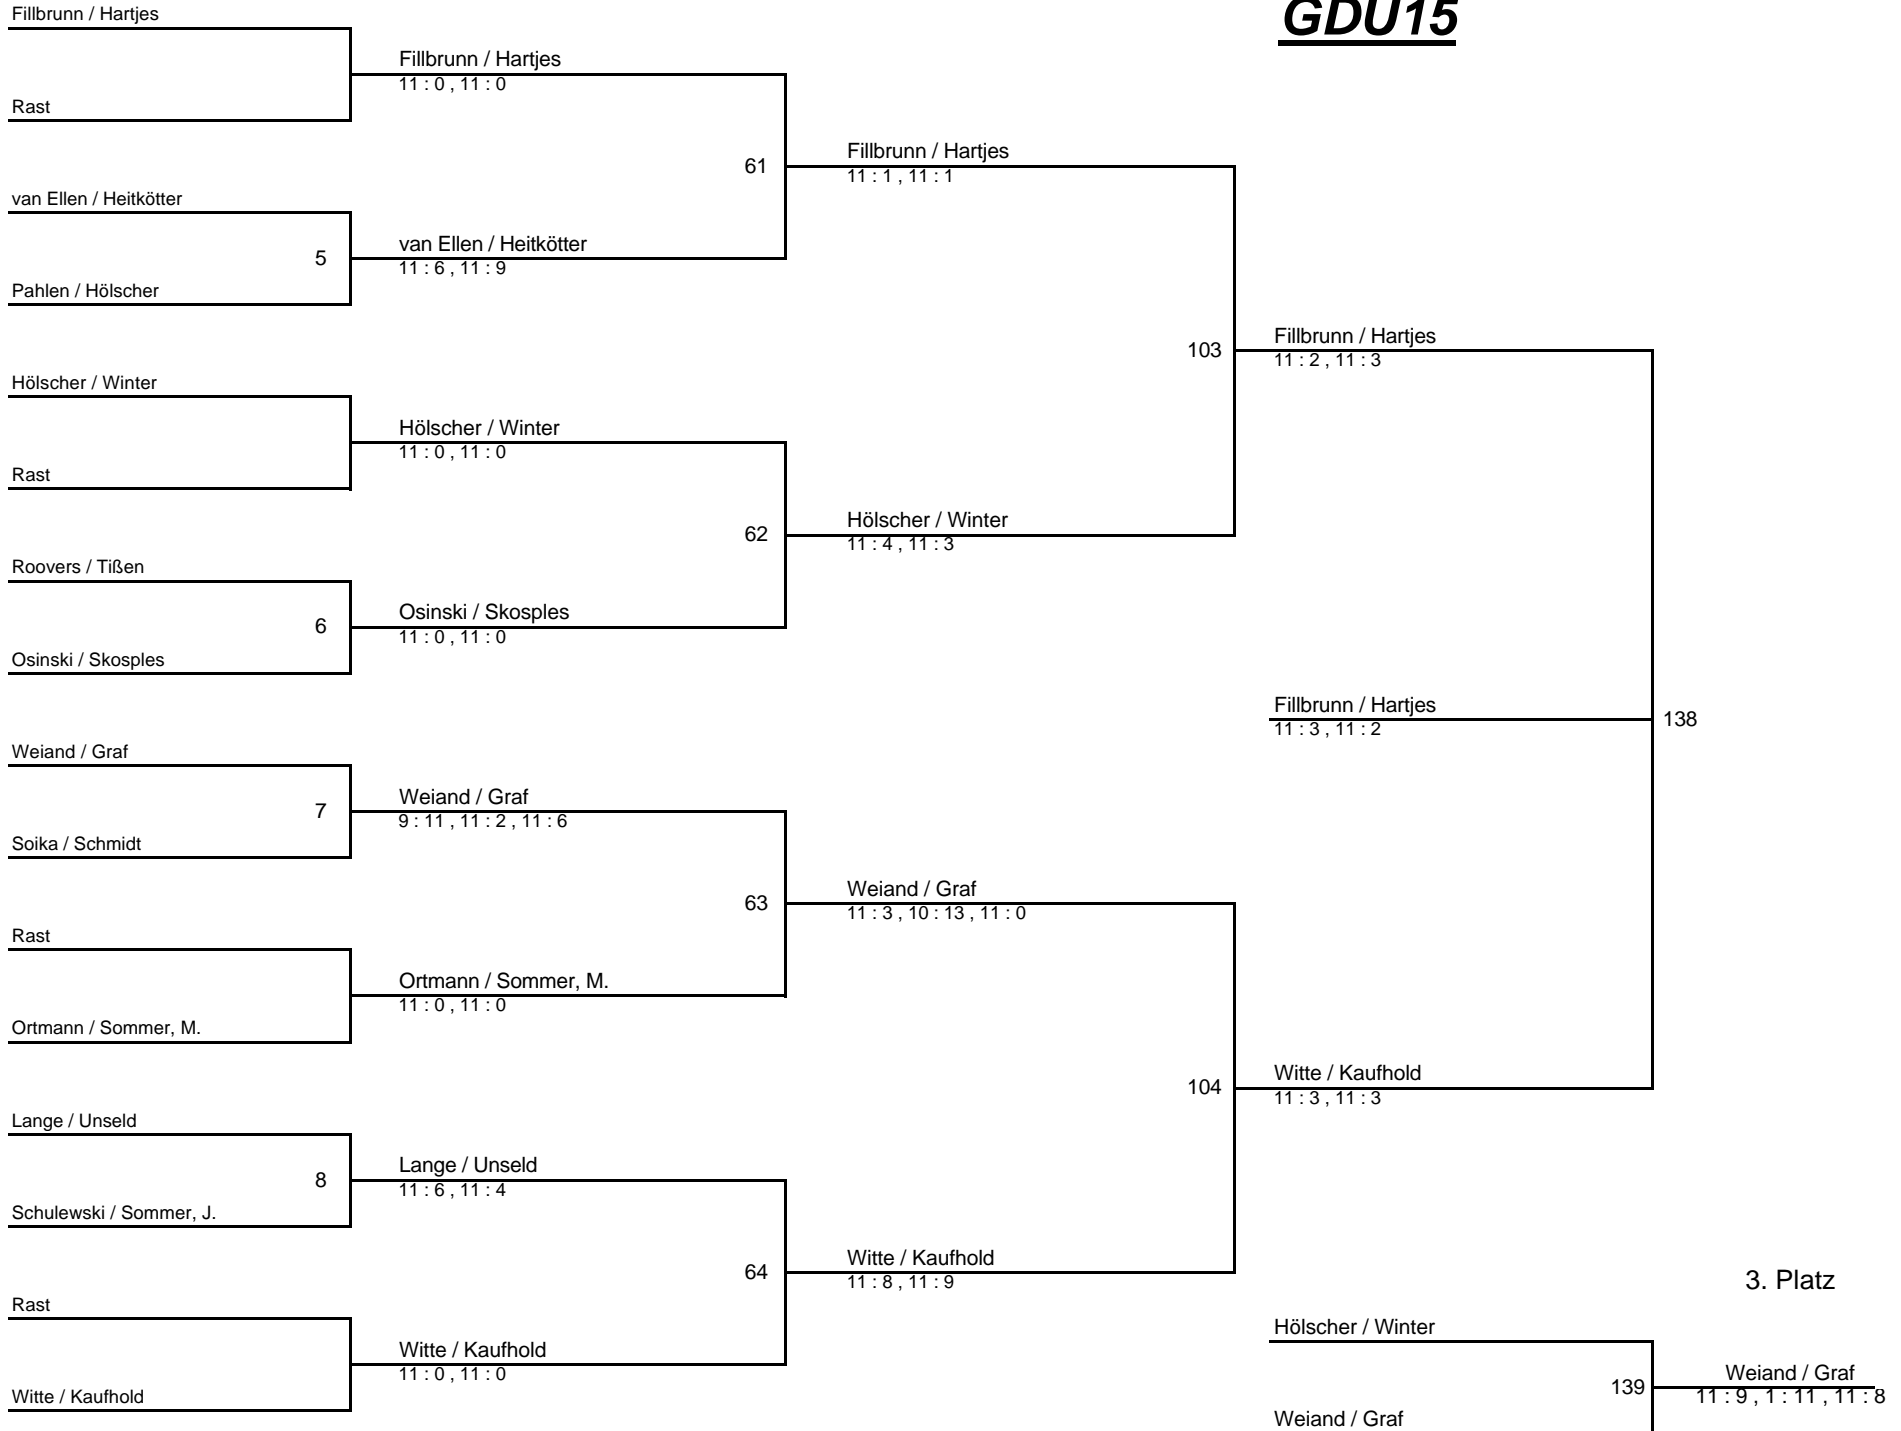 GDU15
Fillbrunn / Hartjes
Rast
van Ellen / Heitkötter
5
Pahlen / Hölscher
Hölscher / Winter
Rast
Roovers / Tißen
6
Osinski / Skosples
Weiand / Graf
7
Soika / Schmidt
Rast
Ortmann / Sommer, M.
Lange / Unseld
8
Schulewski / Sommer, J.
Rast
Witte / Kaufhold
Fillbrunn / Hartjes
11 : 0 , 11 : 0
61
van Ellen / Heitkötter
11 : 6 , 11 : 9
Hölscher / Winter
11 : 0 , 11 : 0
62
Osinski / Skosples
11 : 0 , 11 : 0
Weiand / Graf
9 : 11 , 11 : 2 , 11 : 6
63
Ortmann / Sommer, M.
11 : 0 , 11 : 0
Lange / Unseld
11 : 6 , 11 : 4
64
Witte / Kaufhold
11 : 0 , 11 : 0
Fillbrunn / Hartjes
11 : 1 , 11 : 1
103
Hölscher / Winter
11 : 4 , 11 : 3
Weiand / Graf
11 : 3 , 10 : 13 , 11 : 0
104
Witte / Kaufhold
11 : 8 , 11 : 9
Fillbrunn / Hartjes
11 : 2 , 11 : 3
Fillbrunn / Hartjes
11 : 3 , 11 : 2
138
Witte / Kaufhold
11 : 3 , 11 : 3
3. Platz
Hölscher / Winter
139
Weiand / Graf
Weiand / Graf
11 : 9 , 1 : 11 , 11 : 8